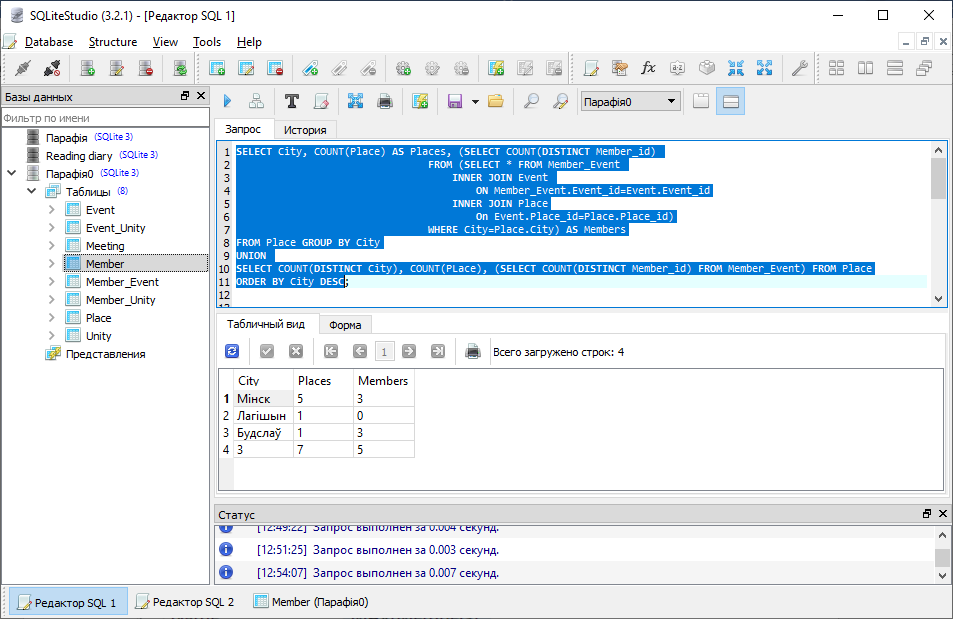 SQLiteStudio (3.2.1) - [Редактор SQL 1]
Database Structure View Tools Help
Базы данных
Фильтр по имени
Парафія (SQLite 3)
Reading diary (SQLite 3)
Парафія0 (SQLite 3)
Таблицы (8)
Event
Event_Unity
Meeting
Member
Member_Event
Member_Unity
Place
Unity
Представления
Парафія0
Запрос История
1 SELECT City, COUNT(Place) AS Places, (SELECT COUNT(DISTINCT Member_id)
2 FROM (SELECT * FROM Member_Event
3 INNER JOIN Event
4 ON Member_Event.Event_id=Event.Event_id
5 INNER JOIN Place
6 On Event.Place_id=Place.Place_id)
7 WHERE City=Place.City) AS Members
8 FROM Place GROUP BY City
9 UNION
10 SELECT COUNT(DISTINCT City), COUNT(PLace), (SELECT COUNT(DISTINCT Member_id) FROM Member_Event) FROM Place
11 ORDER BY City DESC;
12
Табличный вид Форма
1 Всего загружено строк: 4
City Places Members
1 Мінск 5 3
2 Лагішын 1 0
3 Будслаў 1 3
4 3 7 5
Статус
[12:49:22] Запрос выполнен за 0.004 секунд.
[12:51:25] Запрос выполнен за 0.003 секунд.
[12:54:07] Запрос выполнен за 0.007 секунд.
Редактор SQL 1 Редактор SQL 2 Member (Парафія0)